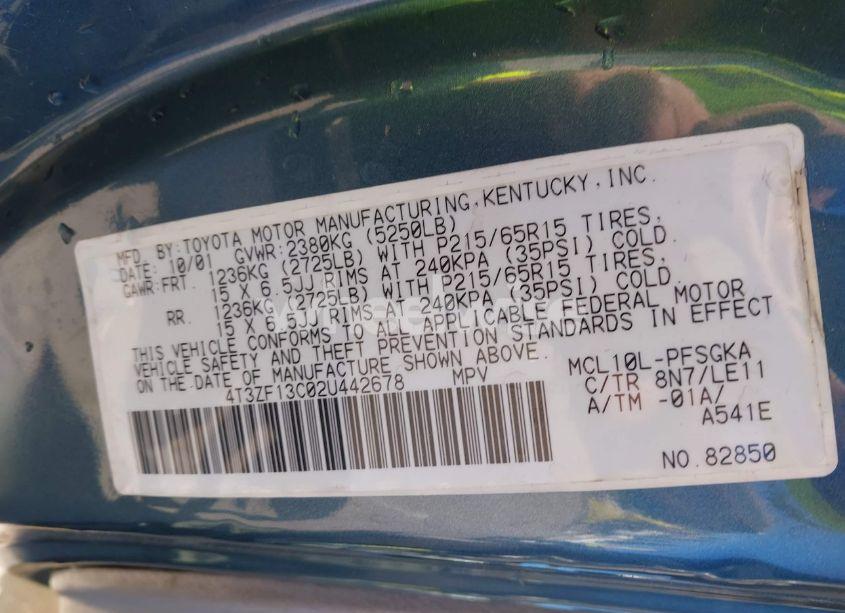 MFD. BY:TOYOTA MOTOR MANUFACTURING,KENTUCKY,INC.
DATE: 10/01 GVWR:2380KG (5250LB)
GAWR:FRT. 1236KG (2725LB) WITH P215/65R15 TIRES,
15 X 6.5JJ RIMS AT 240KPA (35PSI) COLD.
RR. 1236KG (2725LB) WITH P215/65R15 TIRES,
15 X 6.5JJ RIMS AT 240KPA (35PSI) COLD.
THIS VEHICLE CONFORMS TO ALL APPLICABLE FEDERAL MOTOR
VEHICLE SAFETY AND THEFT PREVENTION STANDARDS IN EFFECT
ON THE DATE OF MANUFACTURE SHOWN ABOVE.
4T3ZF13C02U442678 MPV
MCL10L-PFSGKA
C/TR 8N7/LE11
A/TM -01A/
A541E
NO.82850